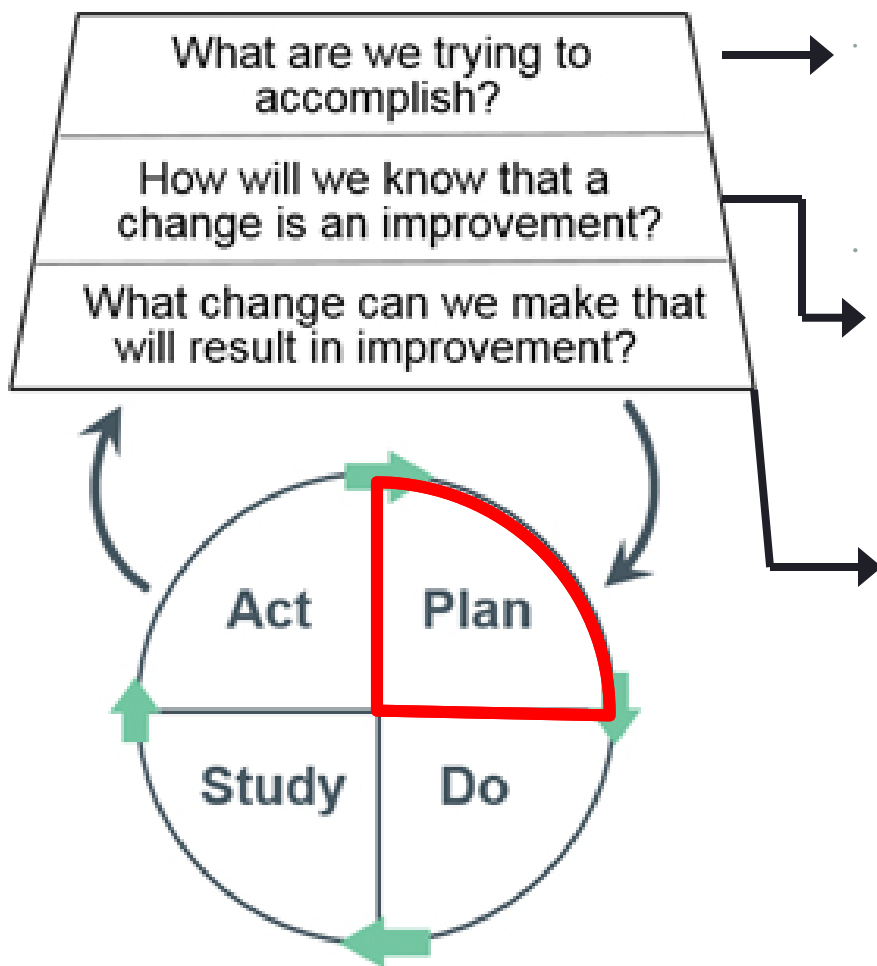 What are we trying to
accomplish?
How will we know that a
change is an improvement?
What change can we make that
will result in improvement?
Act
Plan
Study
Do